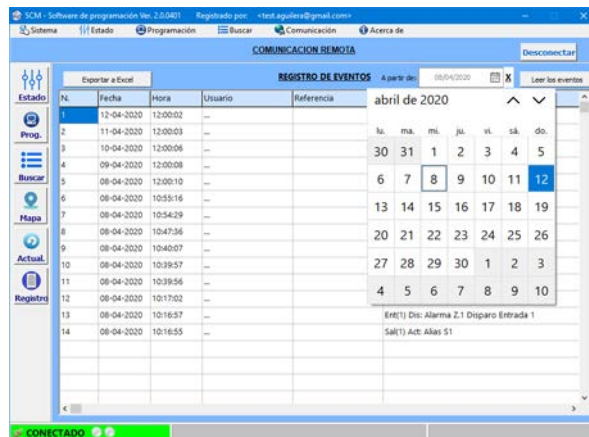 SCM - Software de programación Ver. 2.0.0401 Registrado por: <test.aguilera@gmail.com>
Sistema Estado Programación Buscar Comunicación Acerca de
COMUNICACION REMOTA
Desconectar
Exportar a Excel REGISTRO DE EVENTOS A partir de: 08/04/2020 X Leer los eventos
Estado
Prog.
Buscar
Mapa
Actual.
Registro
N. Fecha Hora Usuario Referencia
1 12-04-2020 12:00:02 ...
2 11-04-2020 12:00:03 ...
3 10-04-2020 12:00:06 ...
4 09-04-2020 12:00:08 ...
5 08-04-2020 12:00:10 ...
6 08-04-2020 10:55:16 ...
7 08-04-2020 10:54:29 ...
8 08-04-2020 10:47:36 ...
9 08-04-2020 10:40:07 ...
10 08-04-2020 10:39:57 ...
11 08-04-2020 10:39:56 ...
12 08-04-2020 10:17:02 ...
13 08-04-2020 10:16:57 ... Ent(1) Dis: Alarma Z.1 Disparo Entrada 1
14 08-04-2020 10:16:55 ... Sal(1) Act: Alias S1
abril de 2020
lu. ma. mi. ju. vi. sá. do.
30 31 1 2 3 4 5
6 7 8 9 10 11 12
13 14 15 16 17 18 19
20 21 22 23 24 25 26
27 28 29 30 1 2 3
4 5 6 7 8 9 10
CONECTADO